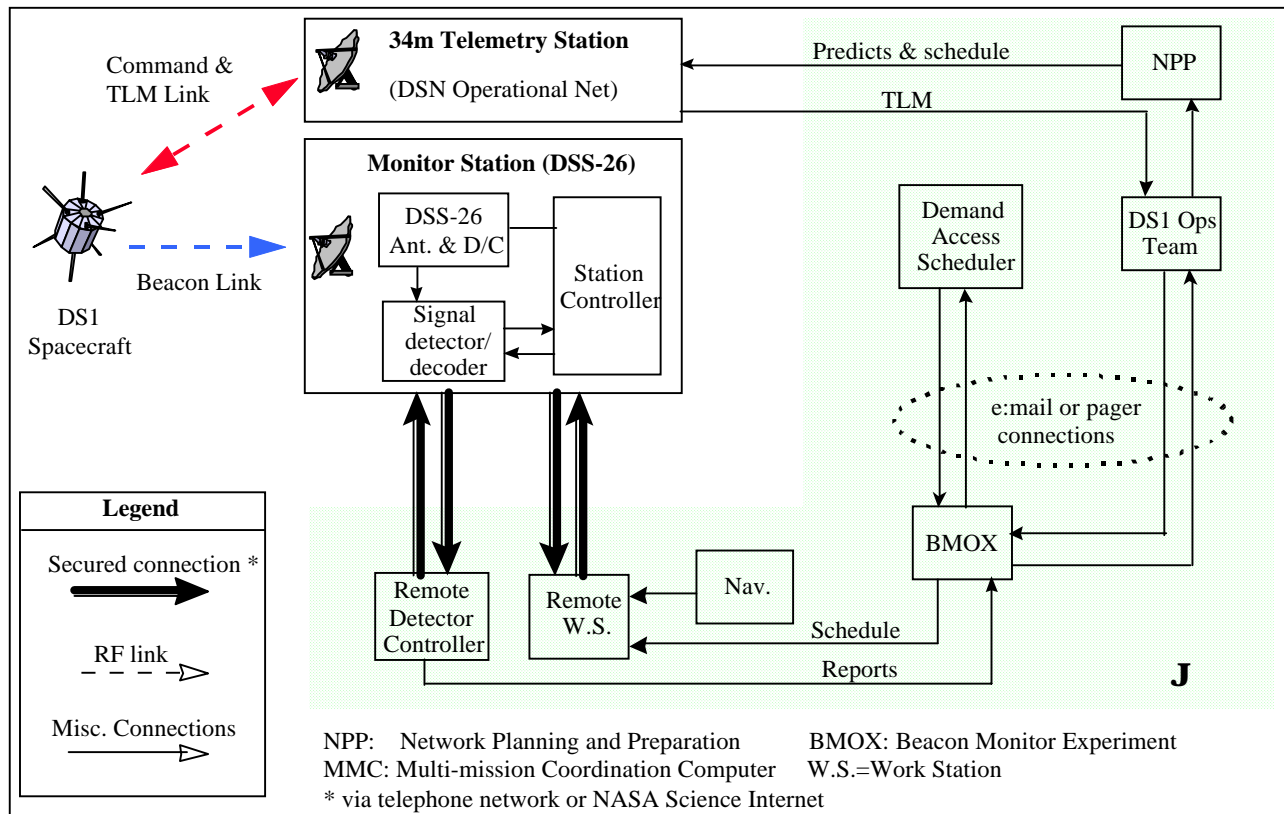 34m Telemetry Station
(DSN Operational Net)
Command &
TLM Link
Predicts & schedule
NPP
TLM
Monitor Station (DSS-26)
DSS-26
Ant. & D/C
Station
Controller
Signal
detector/
decoder
Demand
Access
Scheduler
DS1 Ops
Team
Beacon Link
DS1
Spacecraft
e:mail or pager
connections
Legend
Secured connection *
RF link
Misc. Connections
Remote
Detector
Controller
Remote
W.S.
Nav.
BMOX
Schedule
Reports
J
NPP: Network Planning and Preparation
BMOX: Beacon Monitor Experiment
MMC: Multi-mission Coordination Computer
W.S.=Work Station
* via telephone network or NASA Science Internet